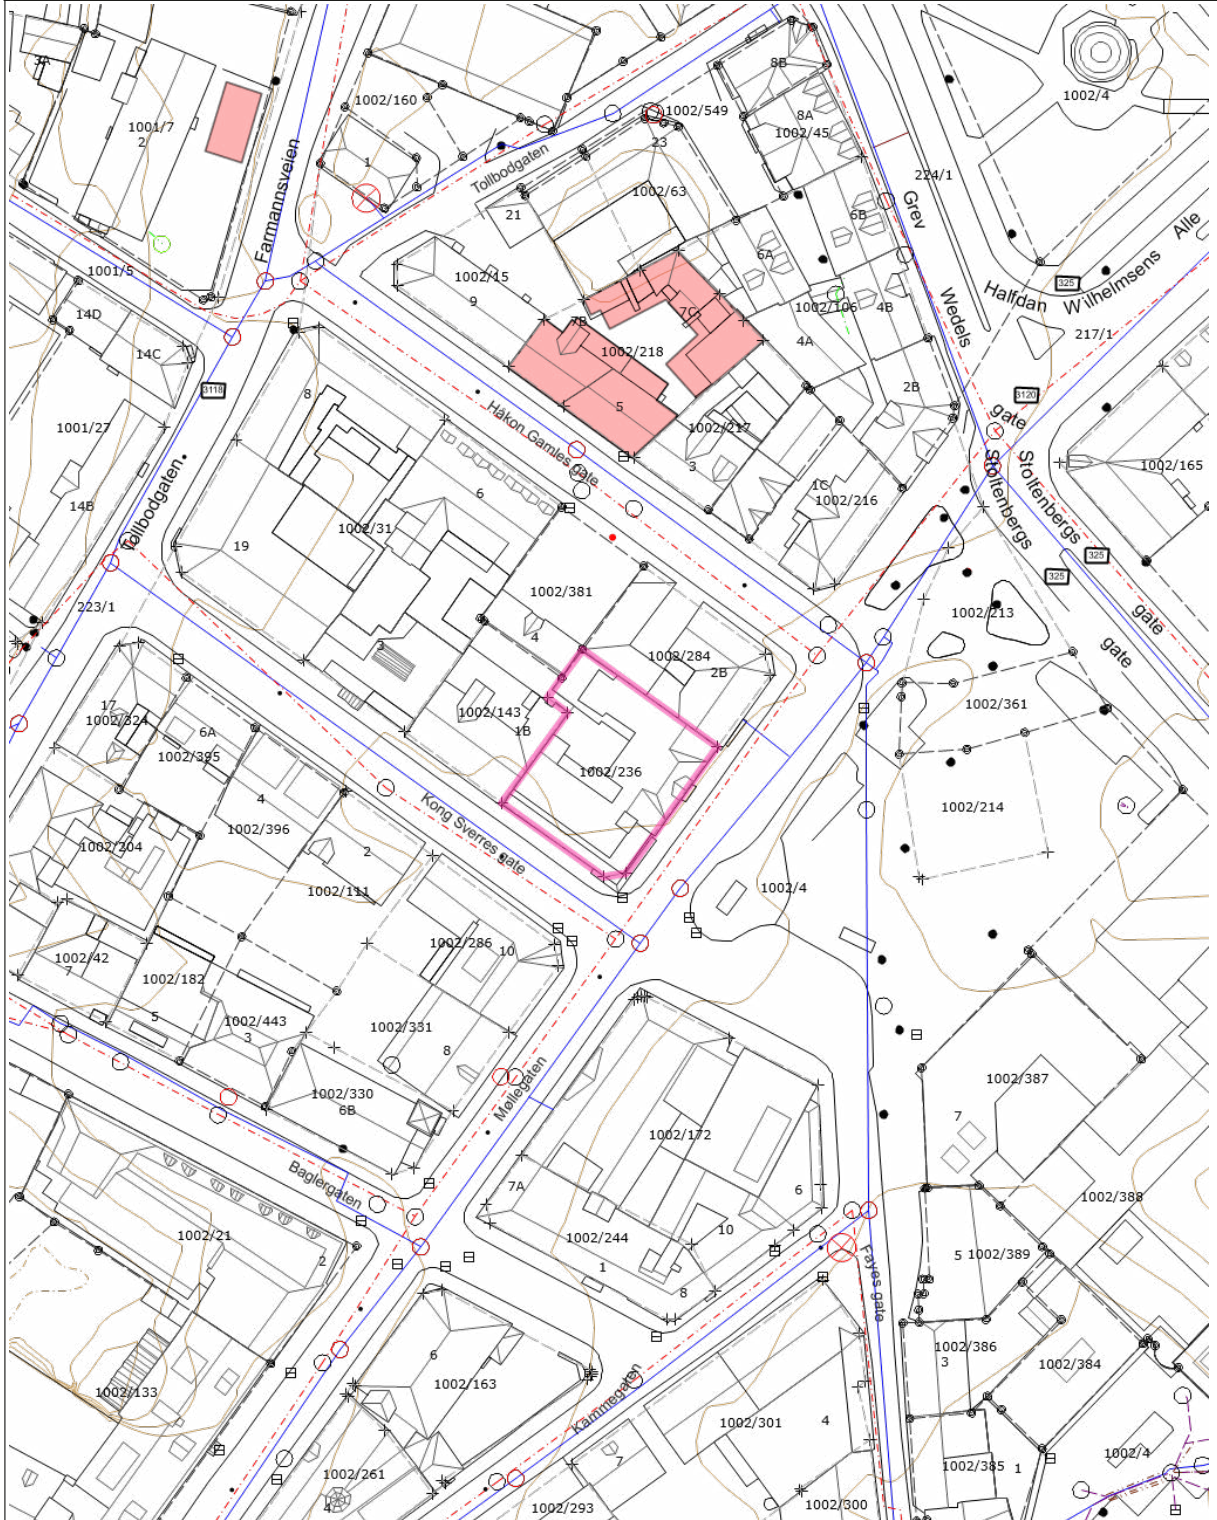 3A
8B
1002/4
1002/160
1002/549
8A
1002/45
1001/7
2
23
1
Tollbodgaten
224/1
1002/63
Farmannsveien
Grev
21
6B
Alle
6A
1001/5
1002/15
325
Wilhelmsens
Halfdan
9
1002/106
4B
7C
Wedels
14D
7B
217/1
4A
14C
1002/218
3118
2B
8
3120
5
gate
Håkon Gamles gate
1001/27
1002/217
3
1002/165
6
1C
Stoltenbergs
Stoltenbergs
1002/216
14B
1002/31
Tollbodgaten
19
325
325
1002/381
223/1
1002/213
gate
4
3
1002/284
gate
2B
1002/361
17
1002/143
1002/324
1B
6A
1002/395
1002/236
4
Kong Sverres gate
1002/214
1002/396
1002/204
2
1002/111
1002/4
1002/286
10
1002/42
7
1002/182
5
1002/443
3
1002/331
8
1002/387
1002/330
6B
Møllegaten
7
1002/172
Baglergaten
7A
6
1002/388
10
1002/21
1002/244
5
1002/389
2
1
Fayes gate
8
1002/386
3
6
1002/384
1002/163
1002/133
Kammegaten
1002/301
4
7
1002/4
1002/261
1002/385
1
4
1002/293
1002/300